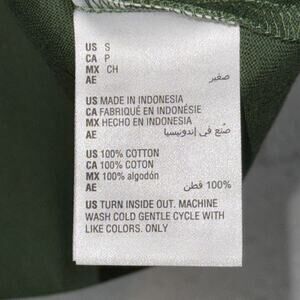 US S
CA P
MX CH
AE صغير
US MADE IN INDONESIA
CA FABRIQUÉ EN INDONÉSIE
MX HECHO EN INDONESIA
AE صنع في إندونيسيا
US 100% COTTON
CA 100% COTON
MX 100% algodón
AE 100% قطن
US TURN INSIDE OUT. MACHINE
WASH COLD GENTLE CYCLE WITH
LIKE COLORS. ONLY